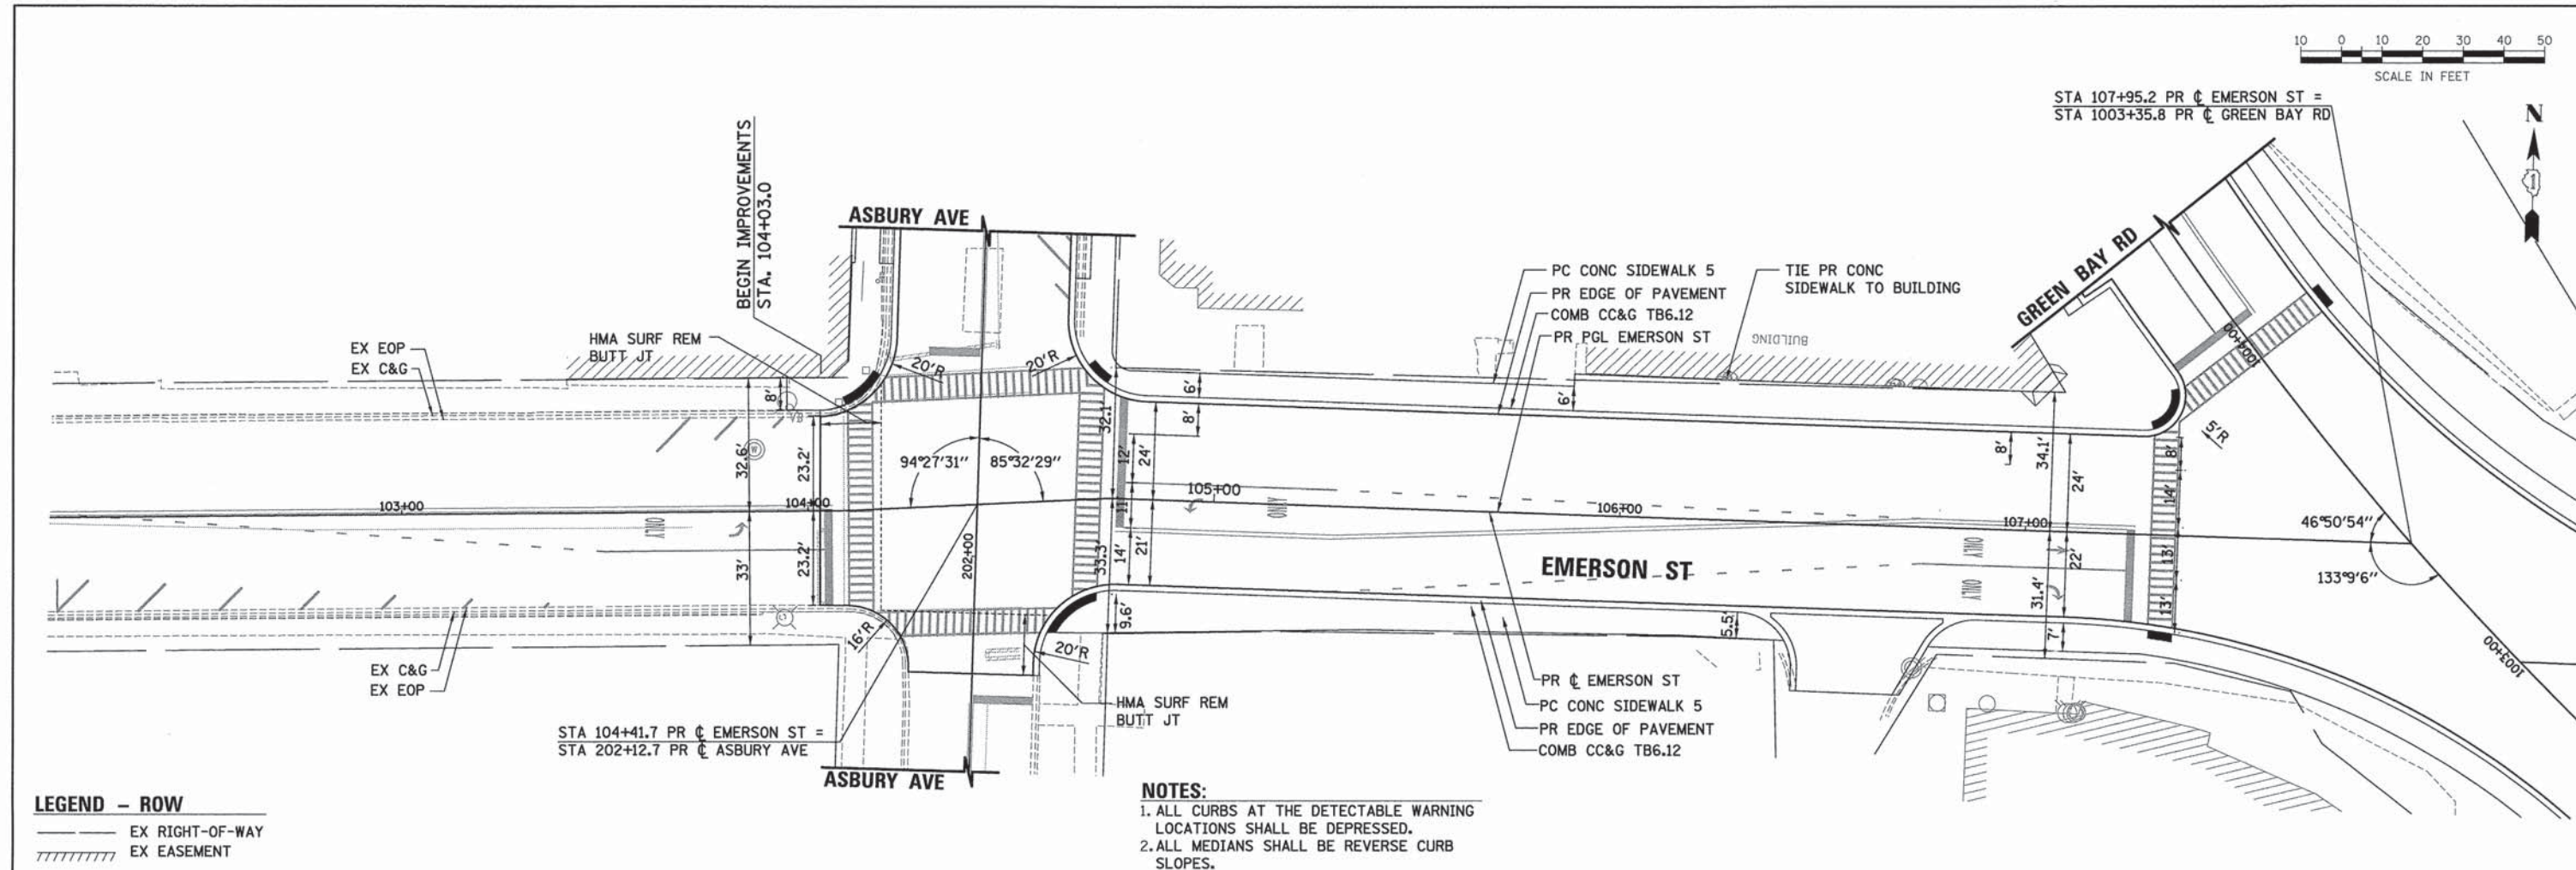 10 0 10 20 30 40 50
SCALE IN FEET
STA 107+95.2 PR ℄ EMERSON ST =
STA 1003+35.8 PR ℄ GREEN BAY RD
N
BEGIN IMPROVEMENTS
STA. 104+03.0
ASBURY AVE
GREEN BAY RD
PC CONC SIDEWALK 5
PR EDGE OF PAVEMENT
COMB CC&G TB6.12
PR PGL EMERSON ST
TIE PR CONC
SIDEWALK TO BUILDING
BUILDING
HMA SURF REM
BUTT JT
EX EOP
EX C&G
20'R
20'R
8'
VB
6'
8'
6'
32.1'
12'
24'
11'
32.6'
23.2'
94°27'31"
85°32'29"
8'
34.1'
24'
5'R
8'
14'
1004+00
103+00
104+00
105+00
106+00
107+00
ONLY
ONLY
46°50'54"
133°9'6"
202+00
33'
23.2'
33.3'
14'
21'
EMERSON ST
ONLY
ONLY
22'
31.4'
13'
13'
7'
9.6'
5.5'
16'R
20'R
1003+00
EX C&G
EX EOP
HMA SURF REM
BUTT JT
PR ℄ EMERSON ST
PC CONC SIDEWALK 5
PR EDGE OF PAVEMENT
COMB CC&G TB6.12
STA 104+41.7 PR ℄ EMERSON ST =
STA 202+12.7 PR ℄ ASBURY AVE
ASBURY AVE
LEGEND - ROW
EX RIGHT-OF-WAY
EX EASEMENT
NOTES:
1. ALL CURBS AT THE DETECTABLE WARNING
LOCATIONS SHALL BE DEPRESSED.
2. ALL MEDIANS SHALL BE REVERSE CURB
SLOPES.